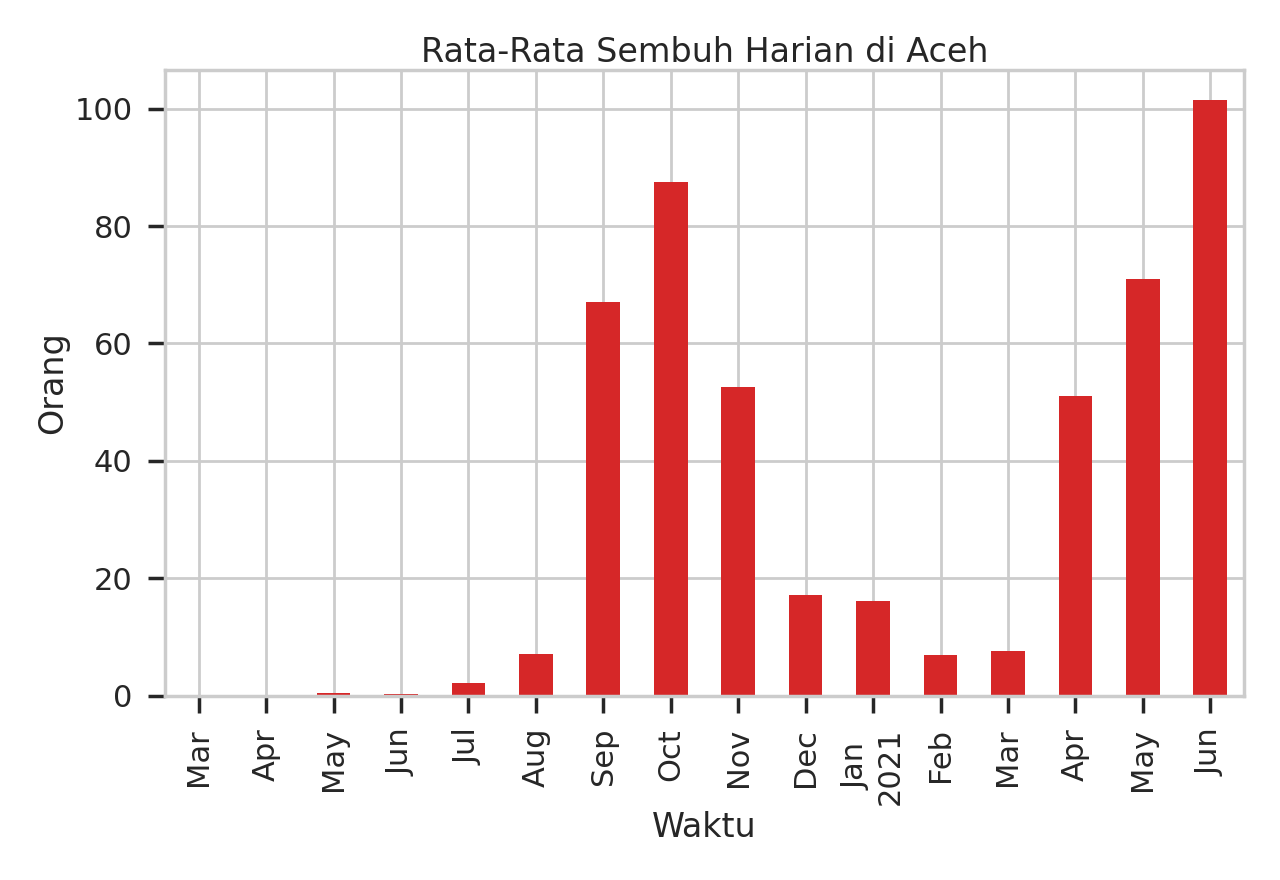 Rata-Rata Sembuh Harian di Aceh
100
80
60
40
20
0
Orang
Mar
Apr
May
Jun
Jul
Aug
Sep
Oct
Nov
Dec
Jan
2021
Feb
Mar
Apr
May
Jun
Waktu